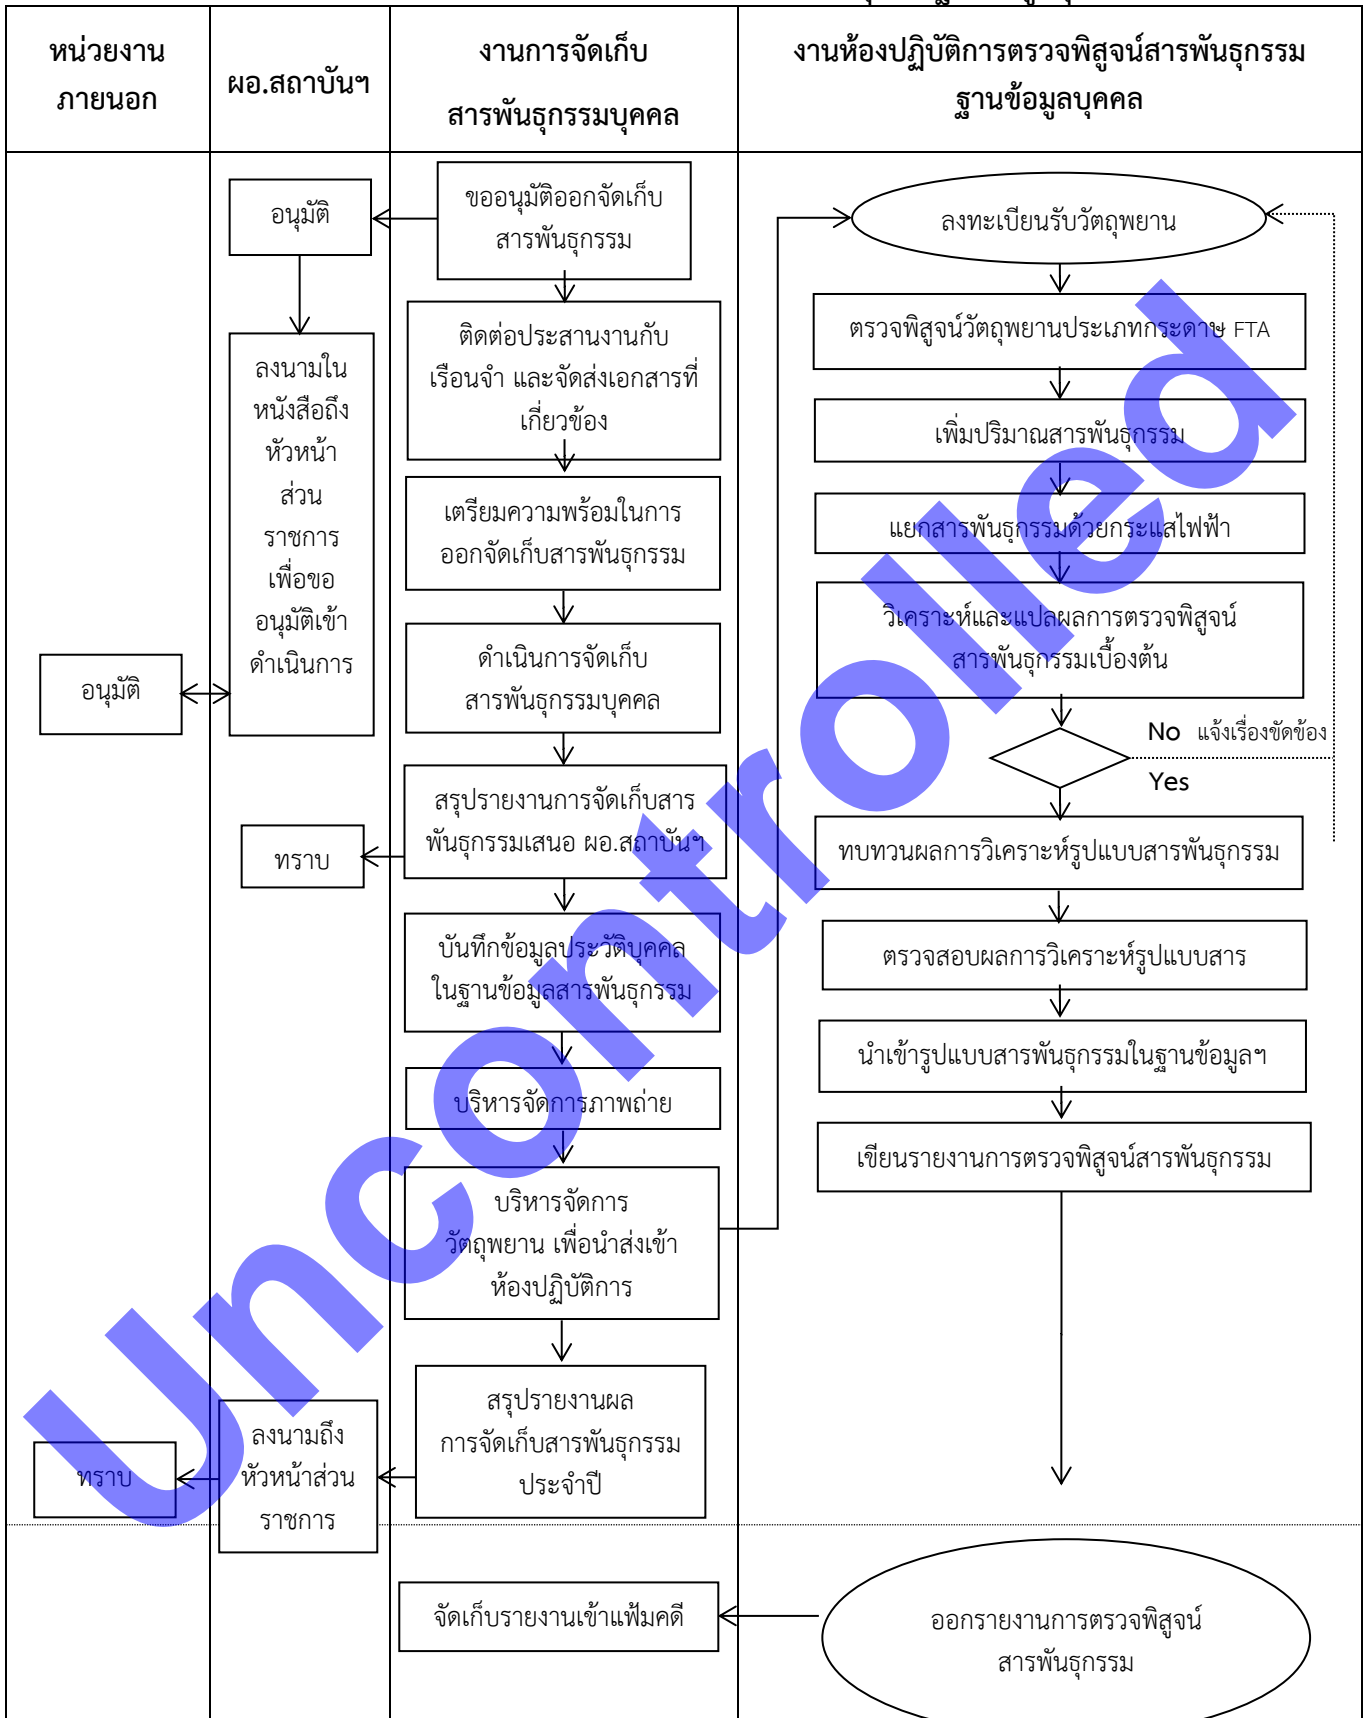 หน่วยงาน
ภายนอก
ผอ.สถาบันฯ
งานการจัดเก็บ
สารพันธุกรรมบุคคล
งานห้องปฏิบัติการตรวจพิสูจน์สารพันธุกรรม
ฐานข้อมูลบุคคล
ขออนุมัติออกจัดเก็บ
สารพันธุกรรม
อนุมัติ
ติดต่อประสานงานกับ
เรือนจำ และจัดส่งเอกสารที่
เกี่ยวข้อง
ลงนามใน
หนังสือถึง
หัวหน้า
ส่วน
ราชการ
เพื่อขอ
อนุมัติเข้า
ดำเนินการ
อนุมัติ
เตรียมความพร้อมในการ
ออกจัดเก็บสารพันธุกรรม
ดำเนินการจัดเก็บ
สารพันธุกรรมบุคคล
สรุปรายงานการจัดเก็บสาร
พันธุกรรมเสนอ ผอ.สถาบันฯ
ทราบ
บันทึกข้อมูลประวัติบุคคล
ในฐานข้อมูลสารพันธุกรรม
บริหารจัดการภาพถ่าย
บริหารจัดการ
วัตถุพยาน เพื่อนำส่งเข้า
ห้องปฏิบัติการ
สรุปรายงานผล
การจัดเก็บสารพันธุกรรม
ประจำปี
ลงนามถึง
หัวหน้าส่วน
ราชการ
ทราบ
ลงทะเบียนรับวัตถุพยาน
ตรวจพิสูจน์วัตถุพยานประเภทกระดาษ FTA
เพิ่มปริมาณสารพันธุกรรม
แยกสารพันธุกรรมด้วยกระแสไฟฟ้า
วิเคราะห์และแปลผลการตรวจพิสูจน์
สารพันธุกรรมเบื้องต้น
No แจ้งเรื่องขัดข้อง
Yes
ทบทวนผลการวิเคราะห์รูปแบบสารพันธุกรรม
ตรวจสอบผลการวิเคราะห์รูปแบบสาร
นำเข้ารูปแบบสารพันธุกรรมในฐานข้อมูลฯ
เขียนรายงานการตรวจพิสูจน์สารพันธุกรรม
ออกรายงานการตรวจพิสูจน์
สารพันธุกรรม
จัดเก็บรายงานเข้าแฟ้มคดี
Uncontrolled